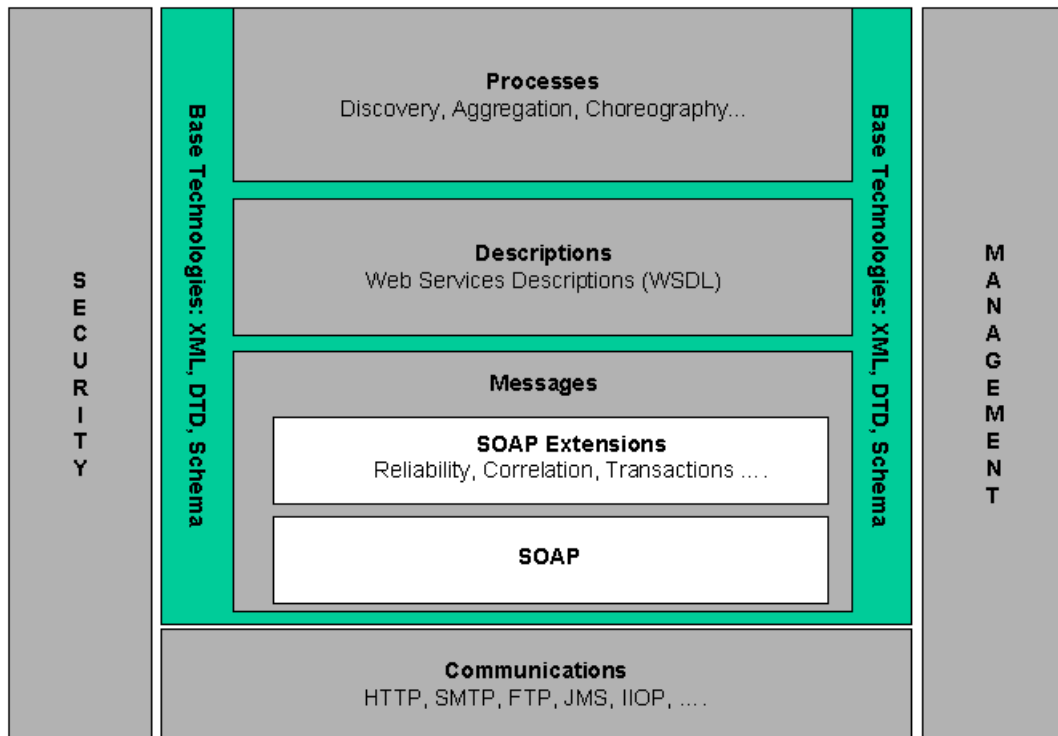 SECURITY
Base Technologies: XML, DTD, Schema
Processes
Discovery, Aggregation, Choreography...
Descriptions
Web Services Descriptions (WSDL)
Messages
SOAP Extensions
Reliability, Correlation, Transactions ....
SOAP
Base Technologies: XML, DTD, Schema
MANAGEMENT
Communications
HTTP, SMTP, FTP, JMS, IIOP, ....